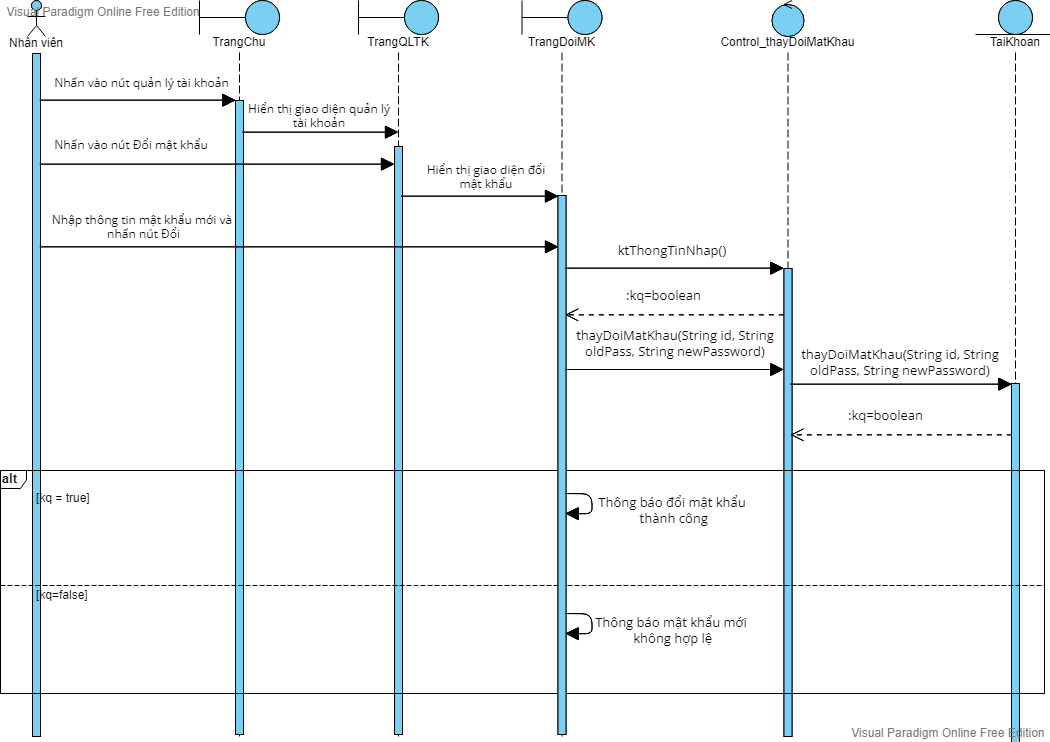 Visual Paradigm Online Free Edition
Nhân viên
TrangChu
TrangQLTK
TrangDoiMK
Control_thayDoiMatKhau
TaiKhoan
Nhấn vào nút quản lý tài khoản
Hiển thị giao diện quản lý
tài khoản
Nhấn vào nút Đổi mật khẩu
Hiển thị giao diện đổi
mật khẩu
Nhập thông tin mật khẩu mới và
nhấn nút Đổi
ktThongTinNhap()
:kq=boolean
thayDoiMatKhau(String id, String
oldPass, String newPassword)
thayDoiMatKhau(String id, String
oldPass, String newPassword)
:kq=boolean
alt
[kq = true]
Thông báo đổi mật khẩu
thành công
[kq=false]
Thông báo mật khẩu mới
không hợp lệ
Visual Paradigm Online Free Edition